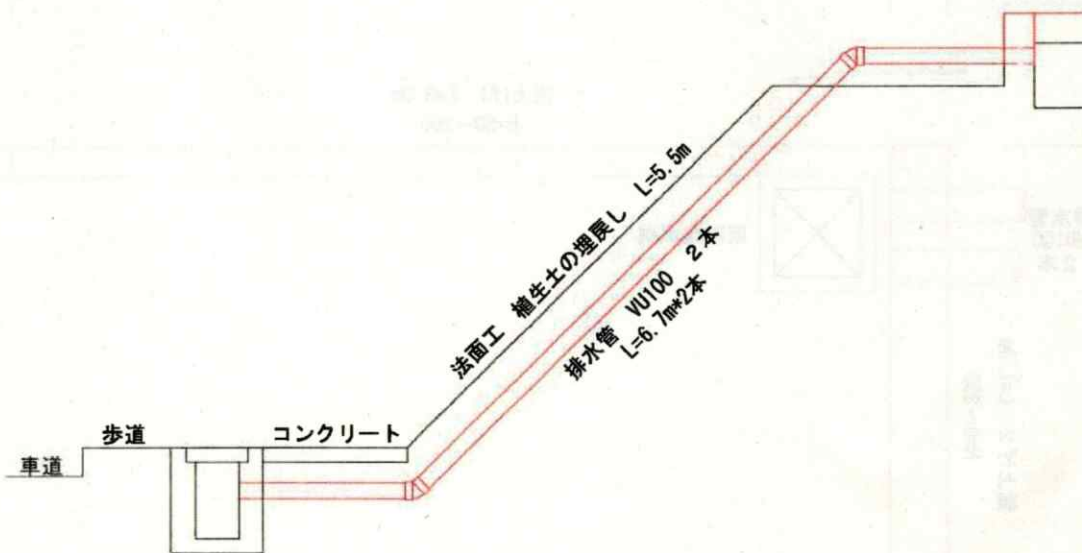 法面工 植生土の埋戻し L=5.5m
排水管 VU100 2本
L=6.7m*2本
歩道
コンクリート
車道